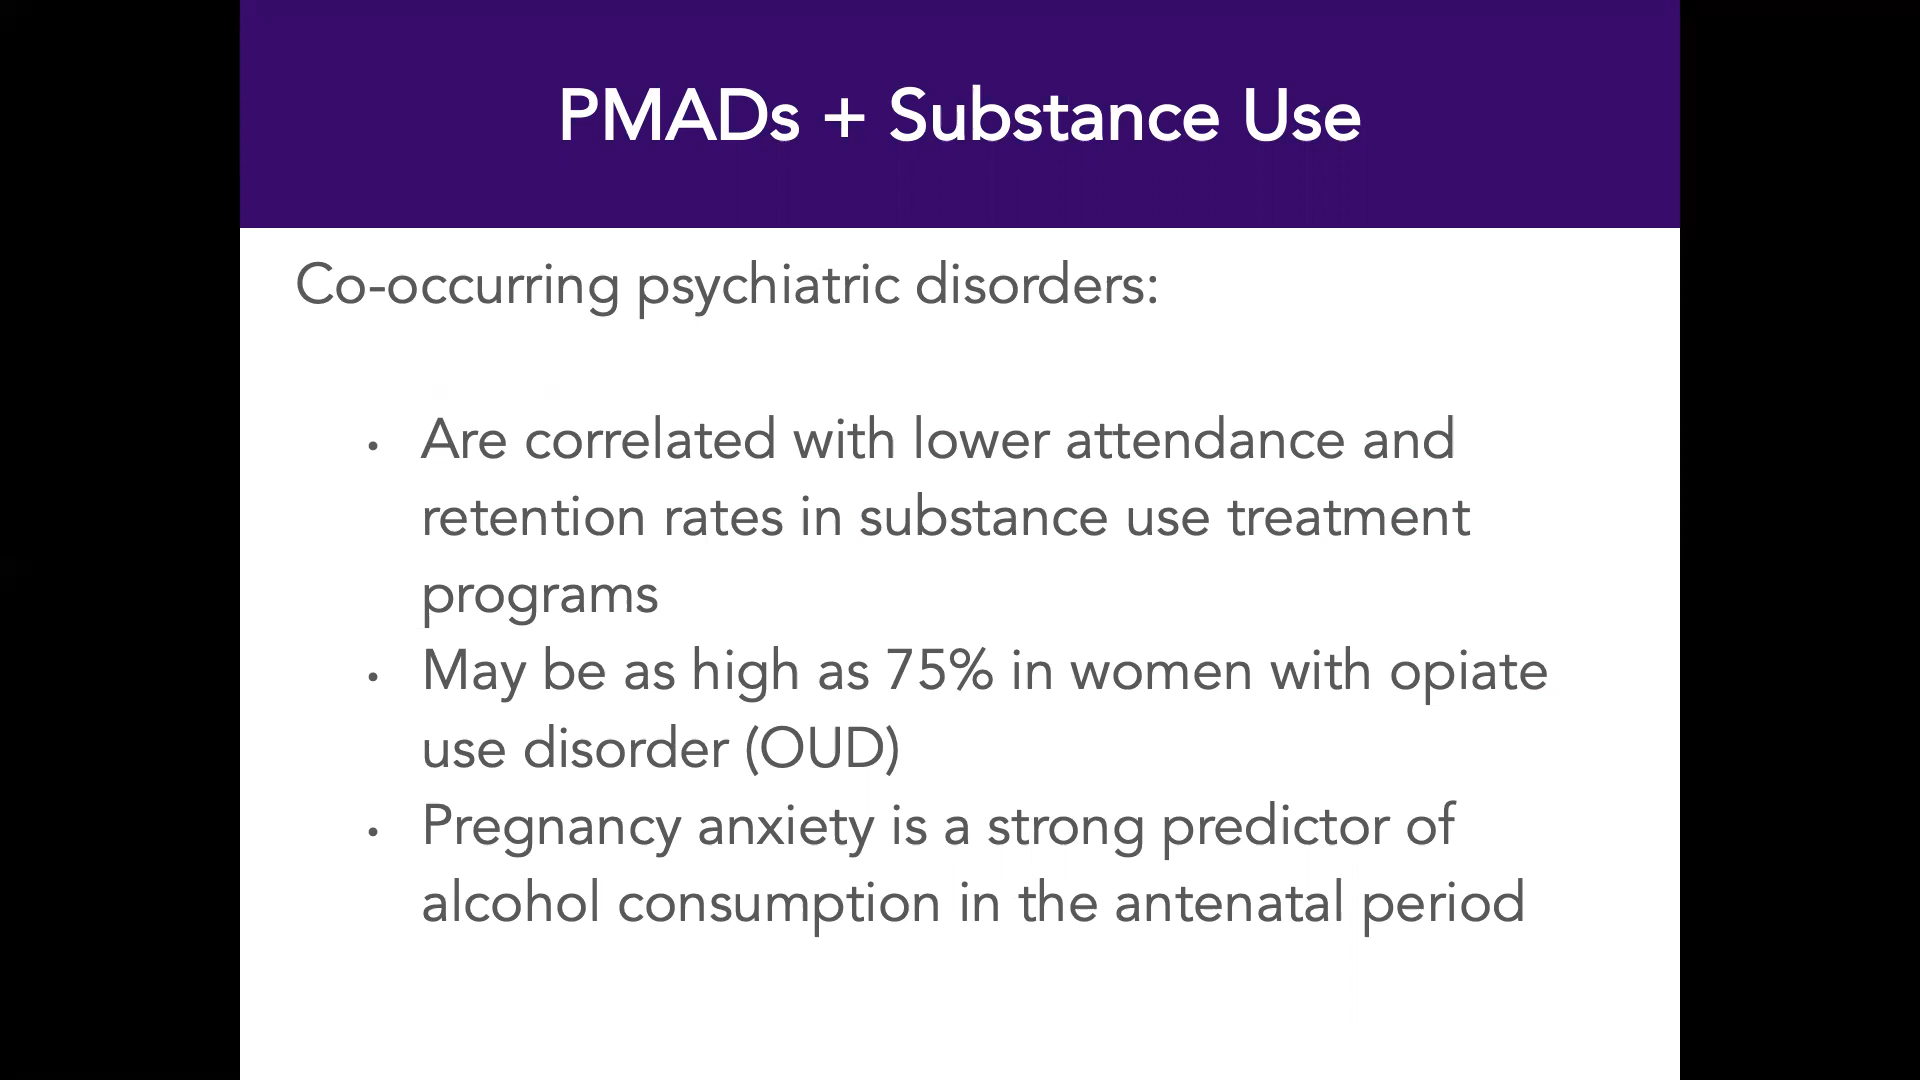 PMADs + Substance Use
Co-occurring psychiatric disorders:
• Are correlated with lower attendance and
retention rates in substance use treatment
programs
• May be as high as 75% in women with opiate
use disorder (OUD)
• Pregnancy anxiety is a strong predictor of
alcohol consumption in the antenatal period